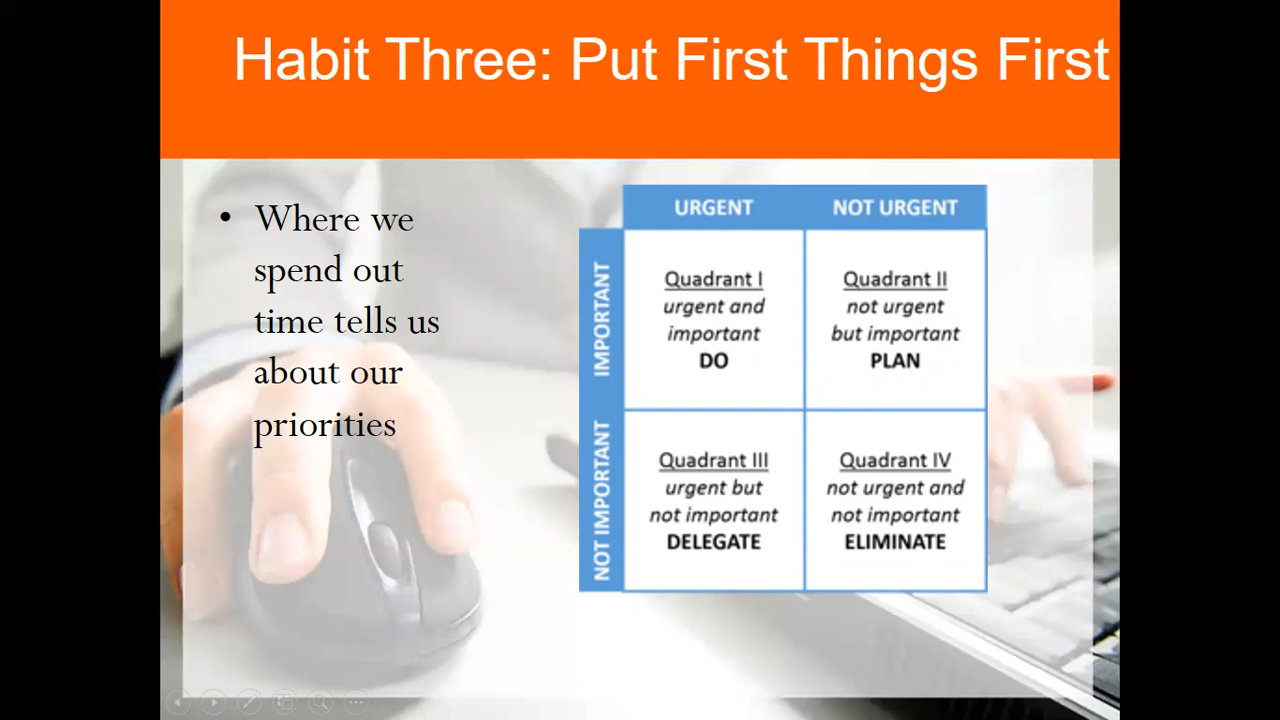 Habit Three: Put First Things First
• Where we
spend out
time tells us
about our
priorities
URGENT
NOT URGENT
IMPORTANT
Quadrant I
urgent and
important
DO
Quadrant II
not urgent
but important
PLAN
NOT IMPORTANT
Quadrant III
urgent but
not important
DELEGATE
Quadrant IV
not urgent and
not important
ELIMINATE